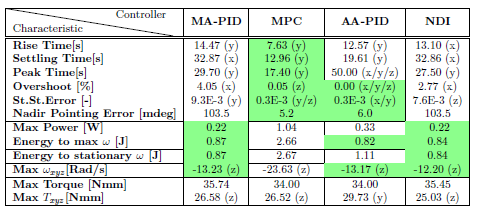 Controller
Characteristic
MA-PID MPC AA-PID NDI
Rise Time[s] 14.47 (y) 7.63 (y) 12.57 (y) 13.10 (x)
Settling Time[s] 32.87 (x) 12.96 (y) 19.61 (y) 32.86 (x)
Peak Time[s] 29.70 (y) 17.40 (y) 50.00 (x/y/z) 27.50 (y)
Overshoot [%] 4.05 (x) 0.05 (z) 0.00 (x/y/z) 2.77 (x)
St.St.Error [-] 9.3E-3 (y) 0.3E-3 (y/z) 0.3E-3 (x/y) 7.6E-3 (z)
Nadir Pointing Error [mdeg] 103.5 5.2 6.0 103.5
Max Power [W] 0.22 1.04 0.33 0.22
Energy to max ω [J] 0.87 2.66 0.82 0.84
Energy to stationary ω [J] 0.87 2.67 1.11 0.84
Max ωxyz[Rad/s] -13.23 (z) -23.63 (z) -13.17 (z) -12.20 (z)
Max Torque [Nmm] 35.74 34.00 34.00 35.45
Max Txyz[Nmm] 26.58 (z) 26.52 (z) 29.73 (y) 25.03 (z)